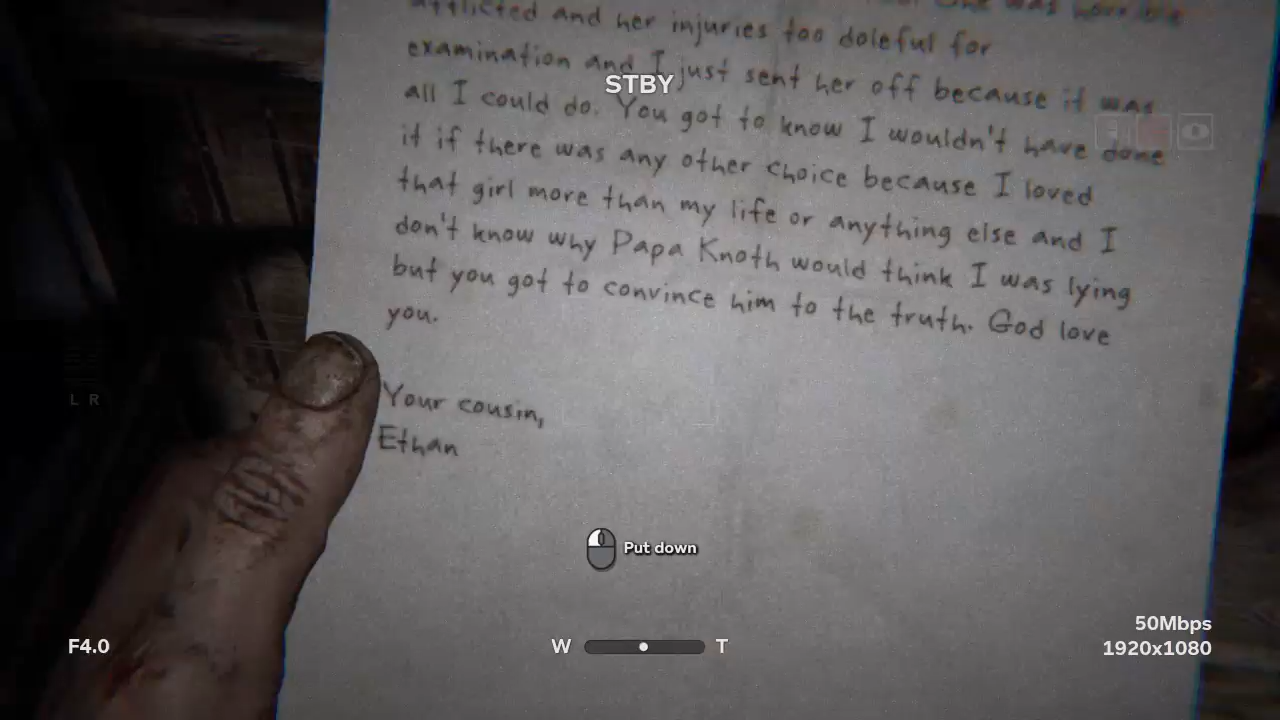 afflicted and her injuries too doleful for
examination and I just sent her off because it was
all I could do. You got to know I wouldn't have done
it if there was any other choice because I loved
that girl more than my life or anything else and I
don't know why Papa Knoth would think I was lying
but you got to convince him to the truth. God love
you.
Your cousin,
Ethan
STBY
L R
Put down
F4.0
W T
50Mbps
1920x1080